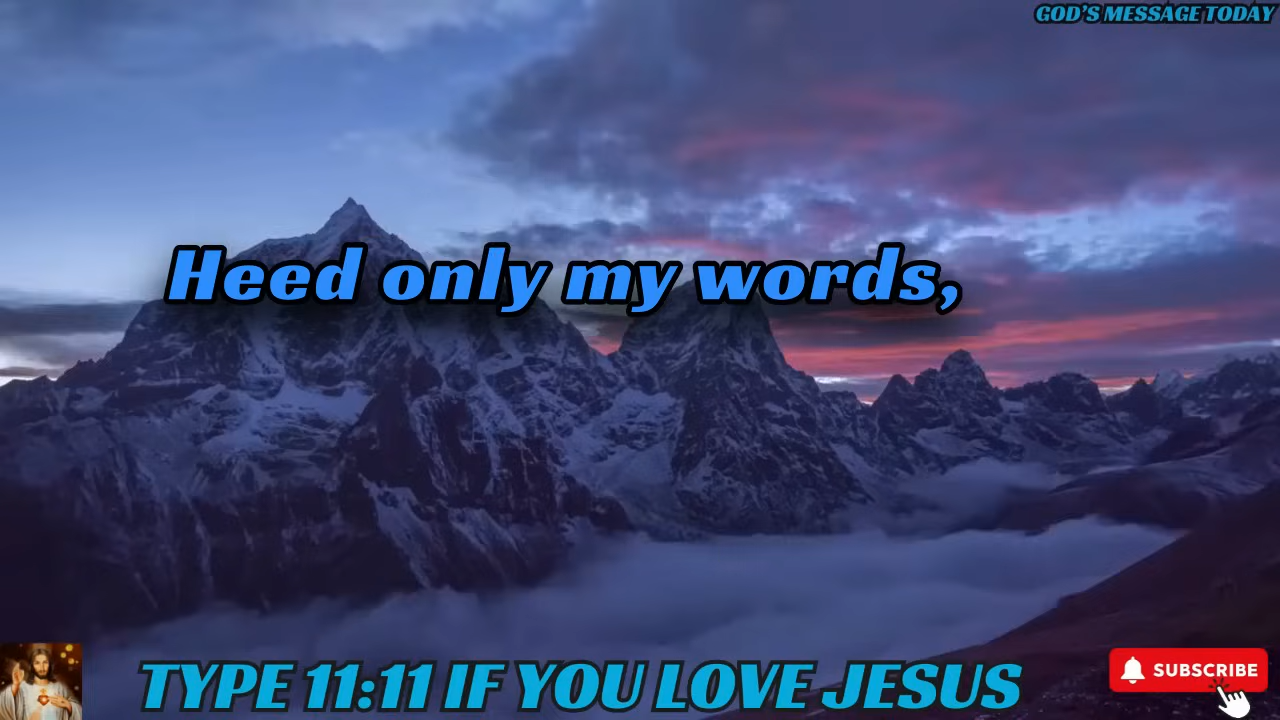 GOD'S MESSAGE TODAY
Heed only my words,
TYPE 11:11 IF YOU LOVE JESUS
SUBSCRIBE